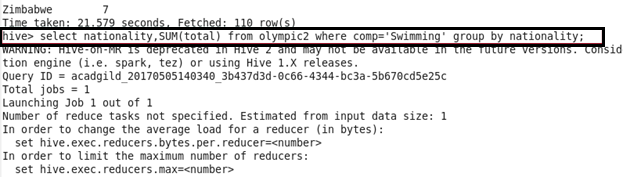 Zimbabwe 7
Time taken: 21.579 seconds, Fetched: 110 row(s)
hive> select nationality,SUM(total) from olympic2 where comp='Swimming' group by nationality;
WARNING: Hive-on-MR is deprecated in Hive 2 and may not be available in the future versions. Consid
tion engine (i.e. spark, tez) or using Hive 1.X releases.
Query ID = acadgild_20170505140340_3b437d3d-0c66-4344-bc3a-5b670cd5e25c
Total jobs = 1
Launching Job 1 out of 1
Number of reduce tasks not specified. Estimated from input data size: 1
In order to change the average load for a reducer (in bytes):
set hive.exec.reducers.bytes.per.reducer=<number>
In order to limit the maximum number of reducers:
set hive.exec.reducers.max=<number>